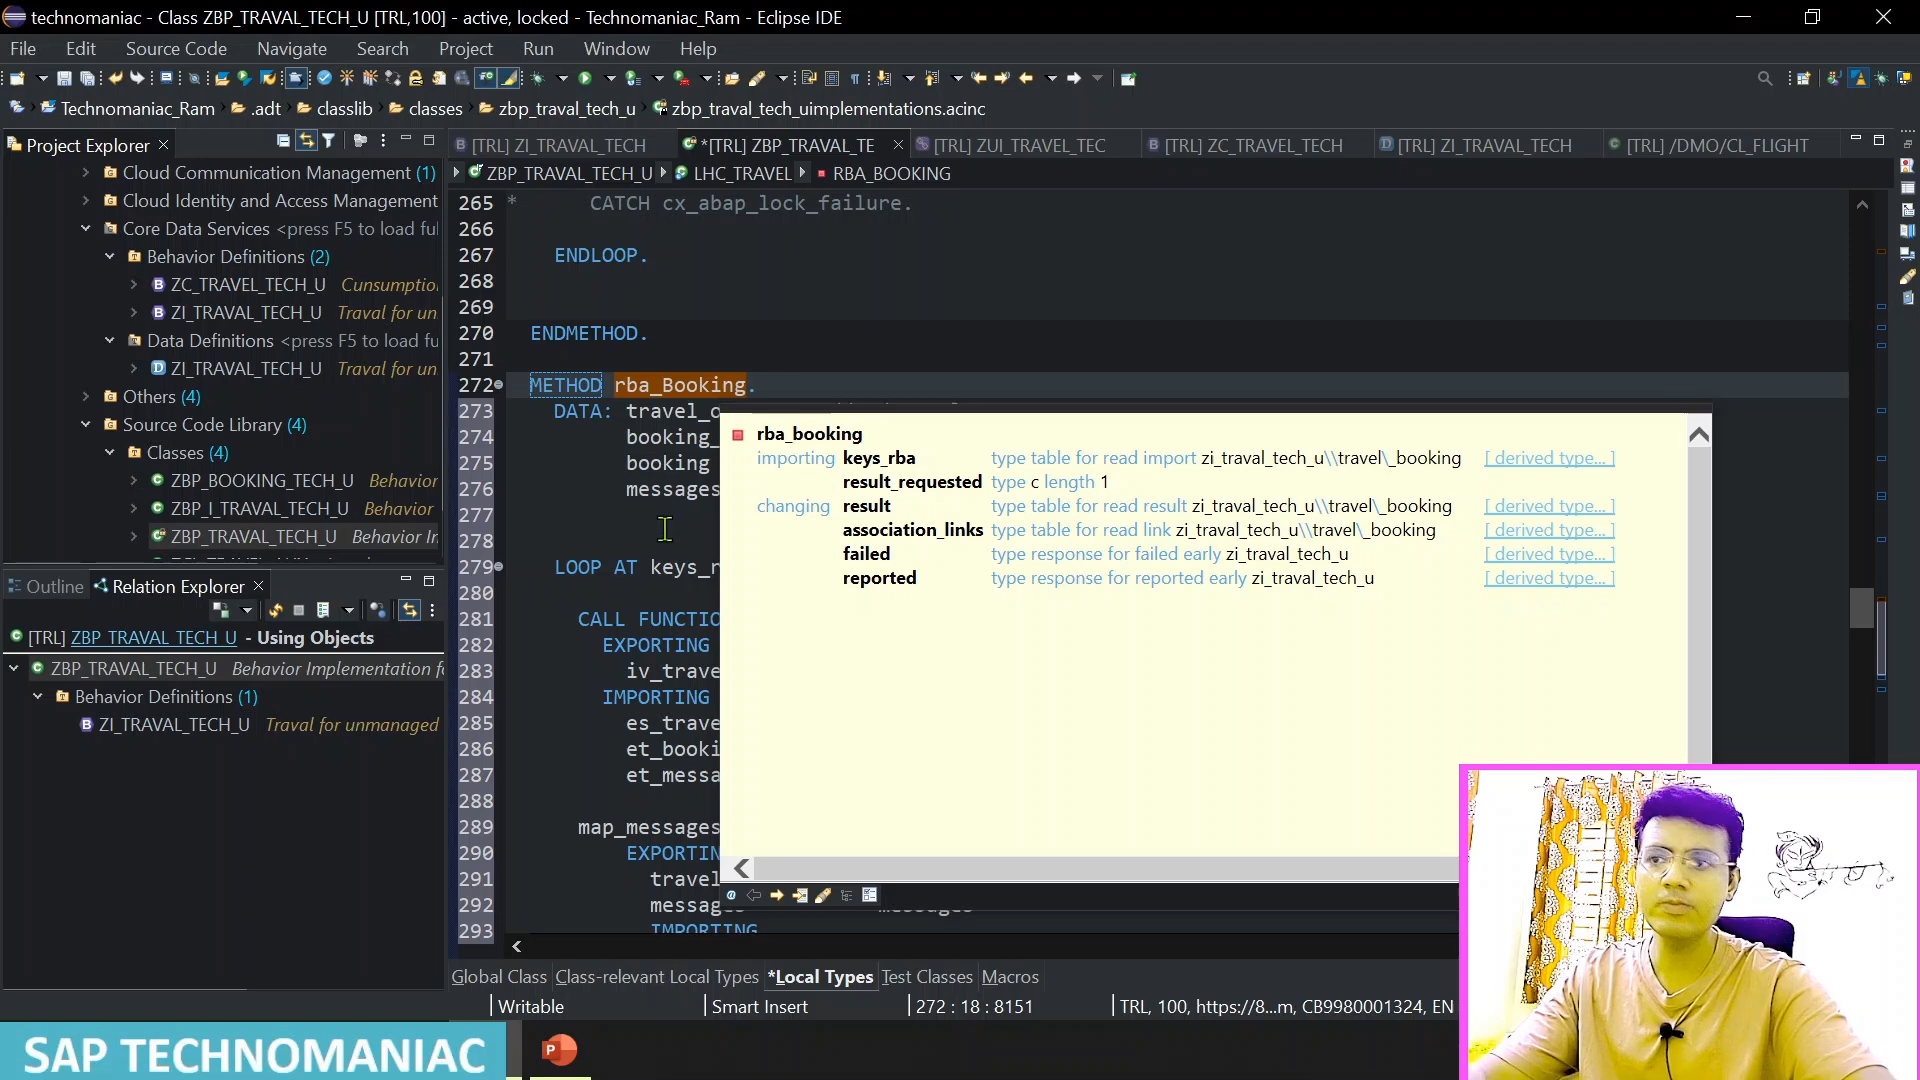 technomaniac - Class ZBP_TRAVAL_TECH_U [TRL,100] - active, locked - Technomaniac_Ram - Eclipse IDE
File Edit Source Code Navigate Search Project Run Window Help
Technomaniac_Ram .adt classlib classes zbp_traval_tech_u zbp_traval_tech_uimplementations.acinc
Project Explorer
Cloud Communication Management (1)
Cloud Identity and Access Management
Core Data Services <press F5 to load ful
Behavior Definitions (2)
ZC_TRAVEL_TECH_U Cunsumptio
ZI_TRAVAL_TECH_U Traval for un
Data Definitions <press F5 to load fu
ZI_TRAVAL_TECH_U Traval for un
Others (4)
Source Code Library (4)
Classes (4)
ZBP_BOOKING_TECH_U Behavior
ZBP_I_TRAVAL_TECH_U Behavior
ZBP_TRAVAL_TECH_U Behavior Ir
Outline Relation Explorer
[TRL] ZBP_TRAVAL_TECH_U - Using Objects
ZBP_TRAVAL_TECH_U Behavior Implementation f
Behavior Definitions (1)
ZI_TRAVAL_TECH_U Traval for unmanaged
[TRL] ZI_TRAVAL_TECH *[TRL] ZBP_TRAVAL_TE [TRL] ZUI_TRAVEL_TEC [TRL] ZC_TRAVEL_TECH [TRL] ZI_TRAVAL_TECH [TRL] /DMO/CL_FLIGHT
ZBP_TRAVAL_TECH_U LHC_TRAVEL RBA_BOOKING
265 * CATCH cx_abap_lock_failure.
266
267 ENDLOOP.
268
269
270 ENDMETHOD.
271
272 METHOD rba_Booking.
273 DATA: travel_o
274 booking_
275 booking
276 messages
277
278
279 LOOP AT keys_r
280
281 CALL FUNCTIO
282 EXPORTING
283 iv_trave
284 IMPORTING
285 es_trave
286 et_booki
287 et_messa
288
289 map_messages
290 EXPORTIN
291 travel
292 messages messages
293 IMPORTING
rba_booking
importing keys_rba type table for read import zi_traval_tech_u\\travel\_booking [ derived type... ]
result_requested type c length 1
changing result type table for read result zi_traval_tech_u\\travel\_booking [ derived type... ]
association_links type table for read link zi_traval_tech_u\\travel\_booking [ derived type... ]
failed type response for failed early zi_traval_tech_u [ derived type... ]
reported type response for reported early zi_traval_tech_u [ derived type... ]
Global Class Class-relevant Local Types *Local Types Test Classes Macros
Writable Smart Insert 272 : 18 : 8151 TRL, 100, https://8...m, CB9980001324, EN
SAP TECHNOMANIAC
P